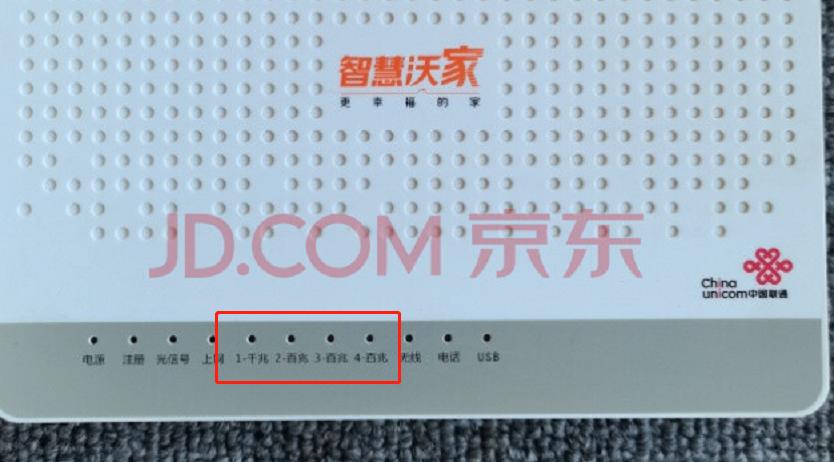 智慧沃家
更幸福的家
JD.COM 京东
China
unicom中国联通
电源 注册 光信号 上网 1-千兆 2-百兆 3-百兆 4-百兆 无线 电话 USB